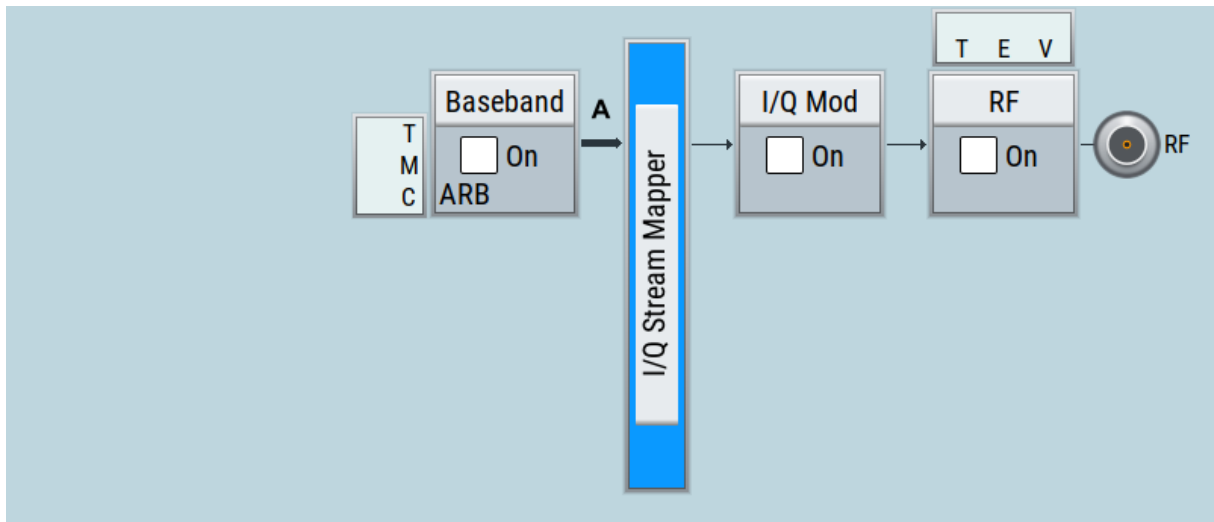 T E V
Baseband
A
I/Q Mod
RF
T
M
C
On
On
On
RF
ARB
I/Q Stream Mapper